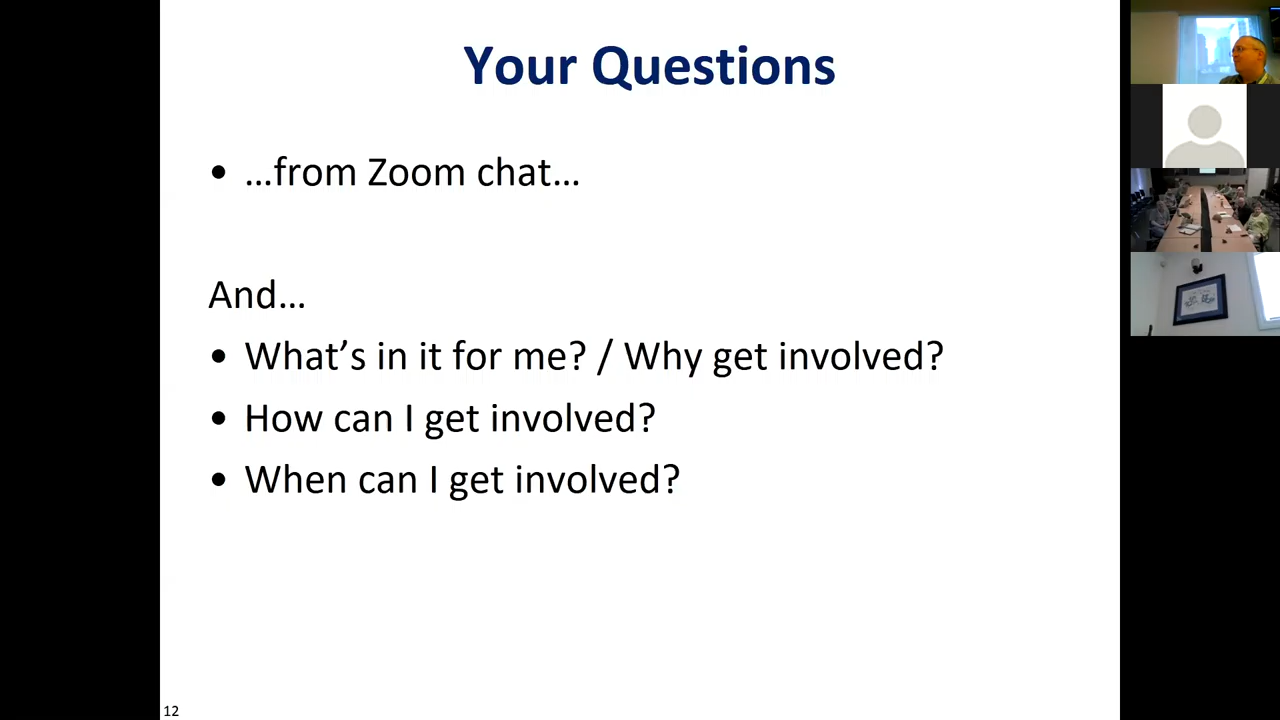 Your Questions
• …from Zoom chat…
And…
• What’s in it for me? / Why get involved?
• How can I get involved?
• When can I get involved?
12